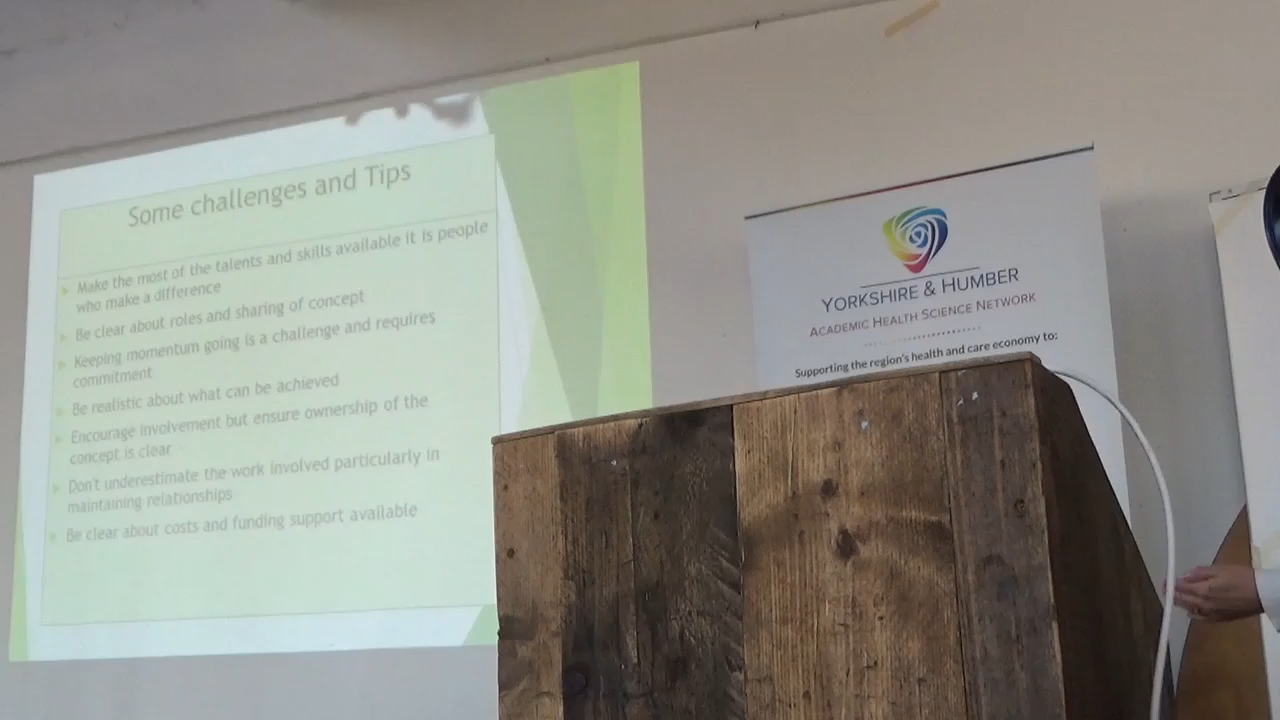 Some challenges and Tips
Make the most of the talents and skills available it is people
who make a difference
Be clear about roles and sharing of concept
Keeping momentum going is a challenge and requires
commitment
Be realistic about what can be achieved
Encourage involvement but ensure ownership of the
concept is clear
Don't underestimate the work involved particularly in
maintaining relationships
Be clear about costs and funding support available
YORKSHIRE & HUMBER
ACADEMIC HEALTH SCIENCE NETWORK
Supporting the region's health and care economy to: